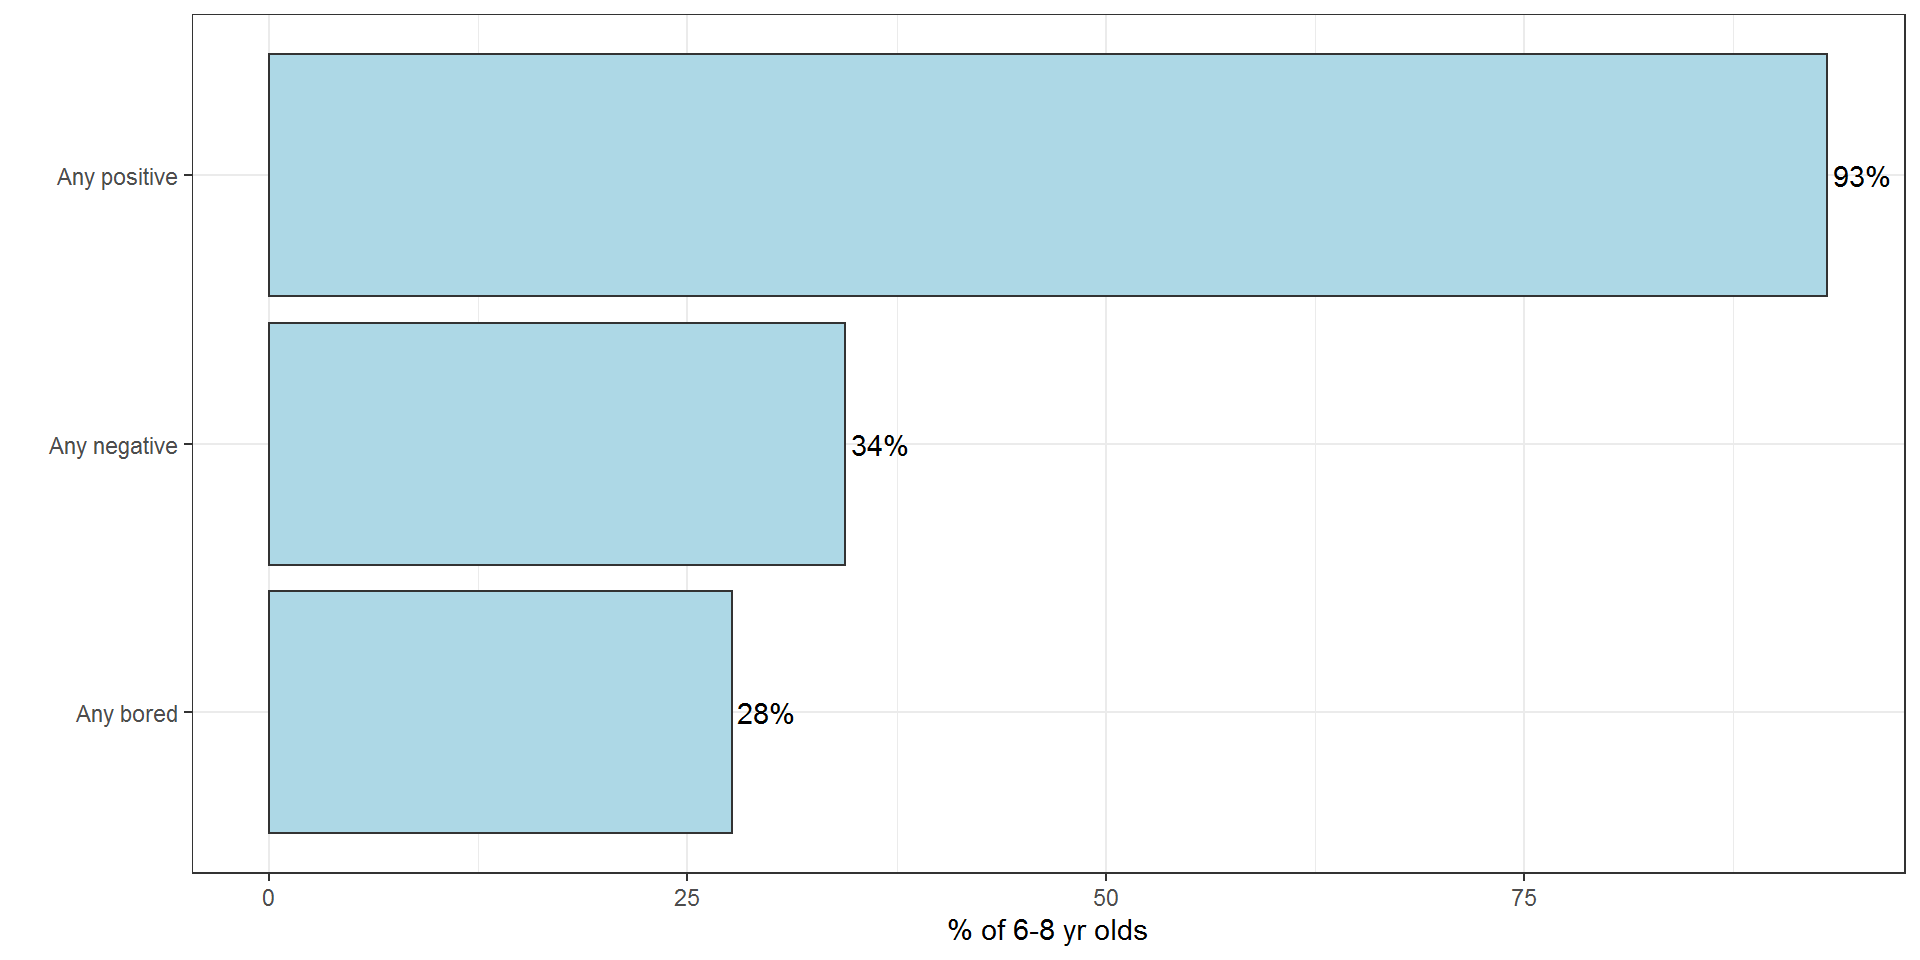 Any positive
93%
Any negative
34%
Any bored
28%
0 25 50 75
% of 6-8 yr olds